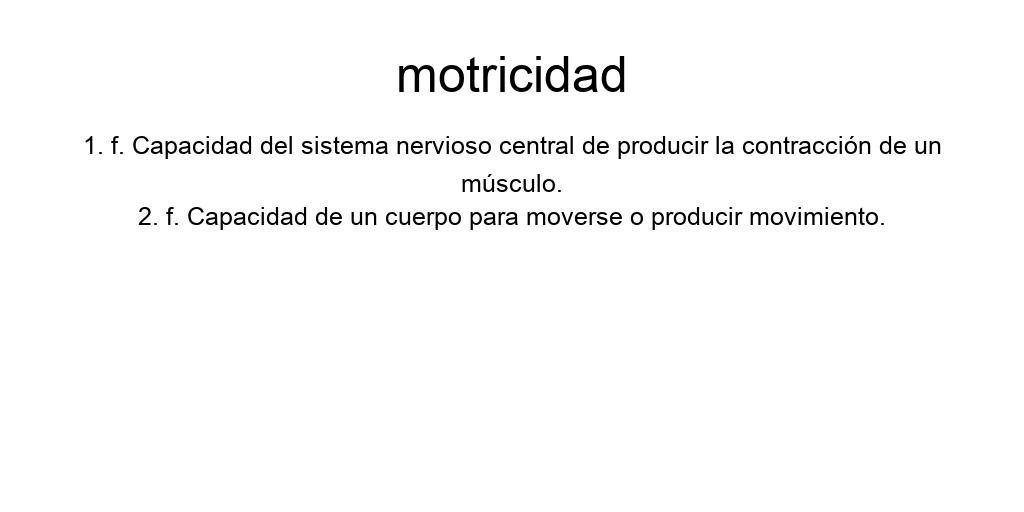 motricidad
1. f. Capacidad del sistema nervioso central de producir la contracción de un
músculo.
2. f. Capacidad de un cuerpo para moverse o producir movimiento.